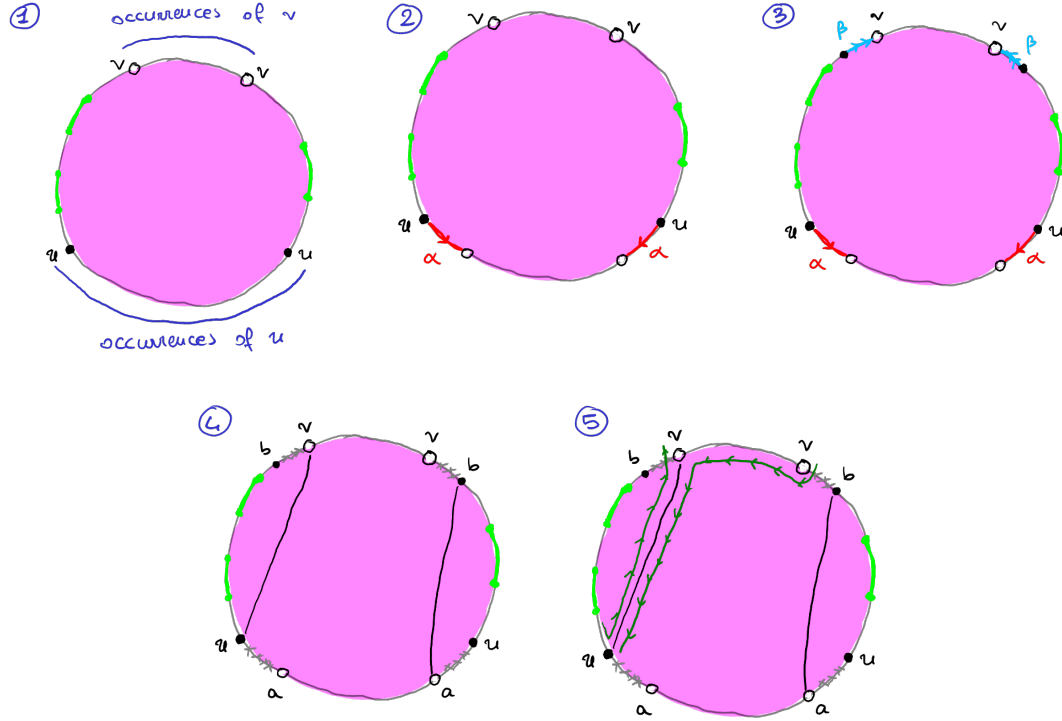 ① occurrences of v
v v
u u
occurrences of u
② v v
u u
α α
③ β v v β
u u
α α
④ b v v b
u u
a a
⑤ b v v b
u u
a a